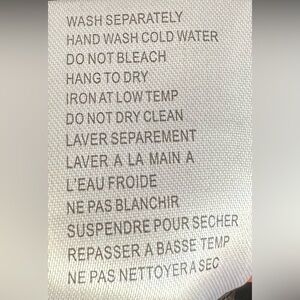 WASH SEPARATELY
HAND WASH COLD WATER
DO NOT BLEACH
HANG TO DRY
IRON AT LOW TEMP
DO NOT DRY CLEAN
LAVER SEPAREMENT
LAVER A LA MAIN A
L'EAU FROIDE
NE PAS BLANCHIR
SUSPENDRE POUR SECHER
REPASSER A BASSE TEMP
NE PAS NETTOYER A SEC